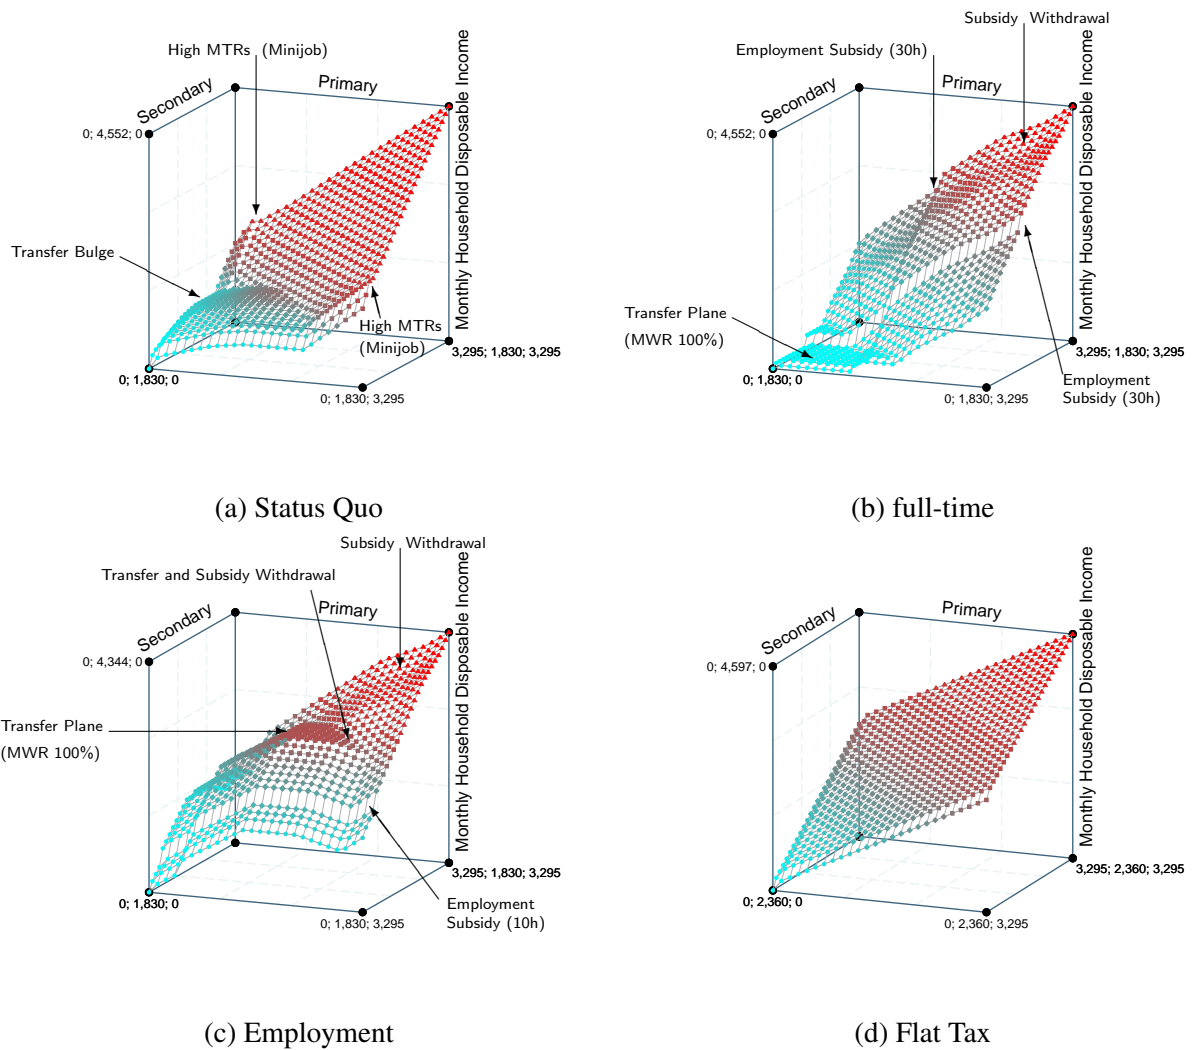 High MTRs (Minijob)
Secondary
Primary
Monthly Household Disposable Income
0; 4,552; 0
Transfer Bulge
High MTRs
(Minijob)
0; 1,830; 0
3,295; 1,830; 3,295
0; 1,830; 3,295
(a) Status Quo
Subsidy Withdrawal
Employment Subsidy (30h)
Secondary
Primary
Monthly Household Disposable Income
0; 4,552; 0
Transfer Plane
(MWR 100%)
0; 1,830; 0
3,295; 1,830; 3,295
Employment
Subsidy (30h)
0; 1,830; 3,295
(b) full-time
Subsidy Withdrawal
Transfer and Subsidy Withdrawal
Secondary
Primary
Monthly Household Disposable Income
0; 4,344; 0
Transfer Plane
(MWR 100%)
0; 1,830; 0
3,295; 1,830; 3,295
Employment
Subsidy (10h)
0; 1,830; 3,295
(c) Employment
Secondary
Primary
Monthly Household Disposable Income
0; 4,597; 0
0; 2,360; 0
3,295; 2,360; 3,295
0; 2,360; 3,295
(d) Flat Tax